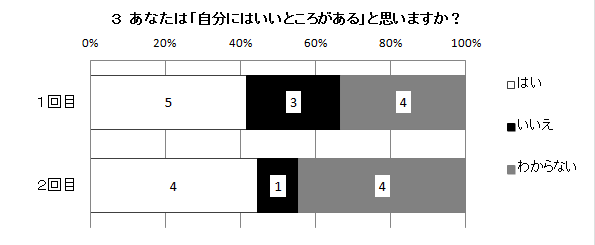 ３ あなたは「自分にはいいところがある」と思いますか？
0% 20% 40% 60% 80% 100%
１回目 5 3 4
２回目 4 1 4
はい
いいえ
わからない